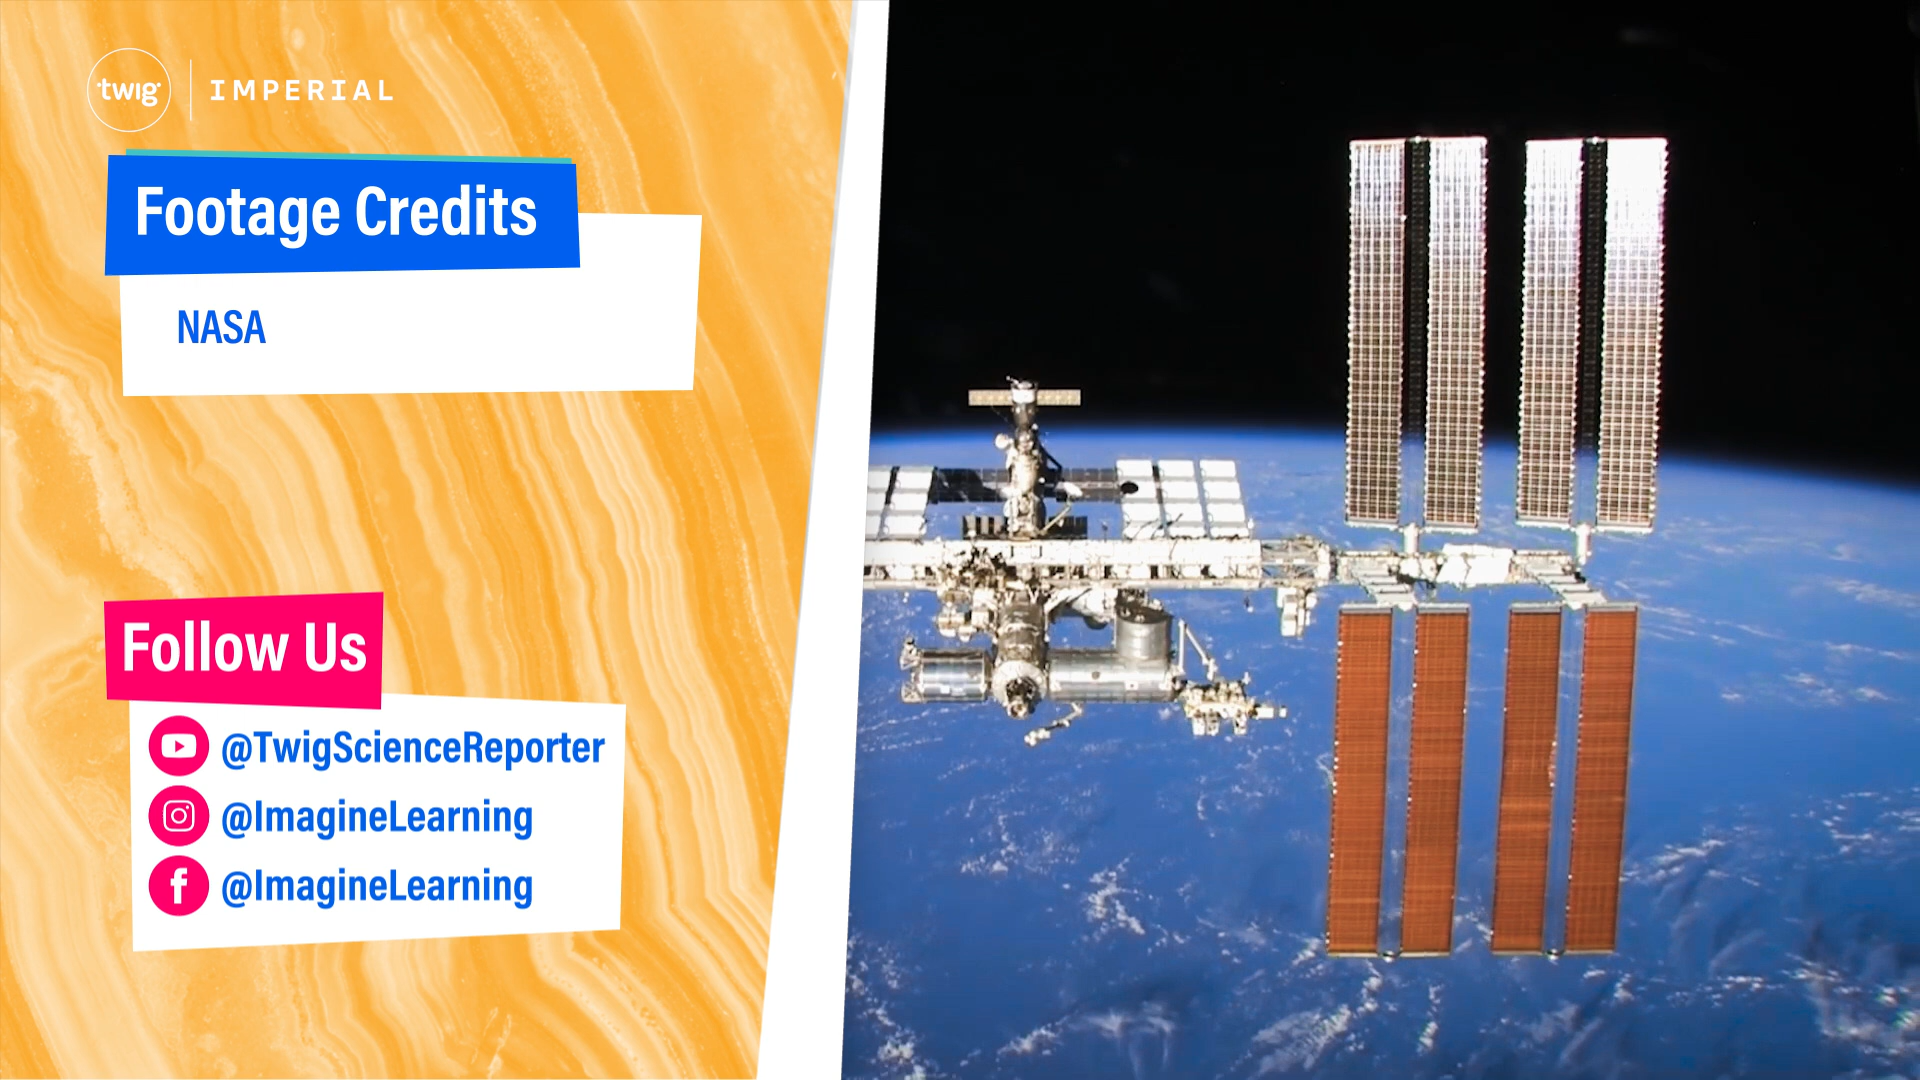 twig | IMPERIAL
Footage Credits
NASA
Follow Us
@TwigScienceReporter
@ImagineLearning
@ImagineLearning